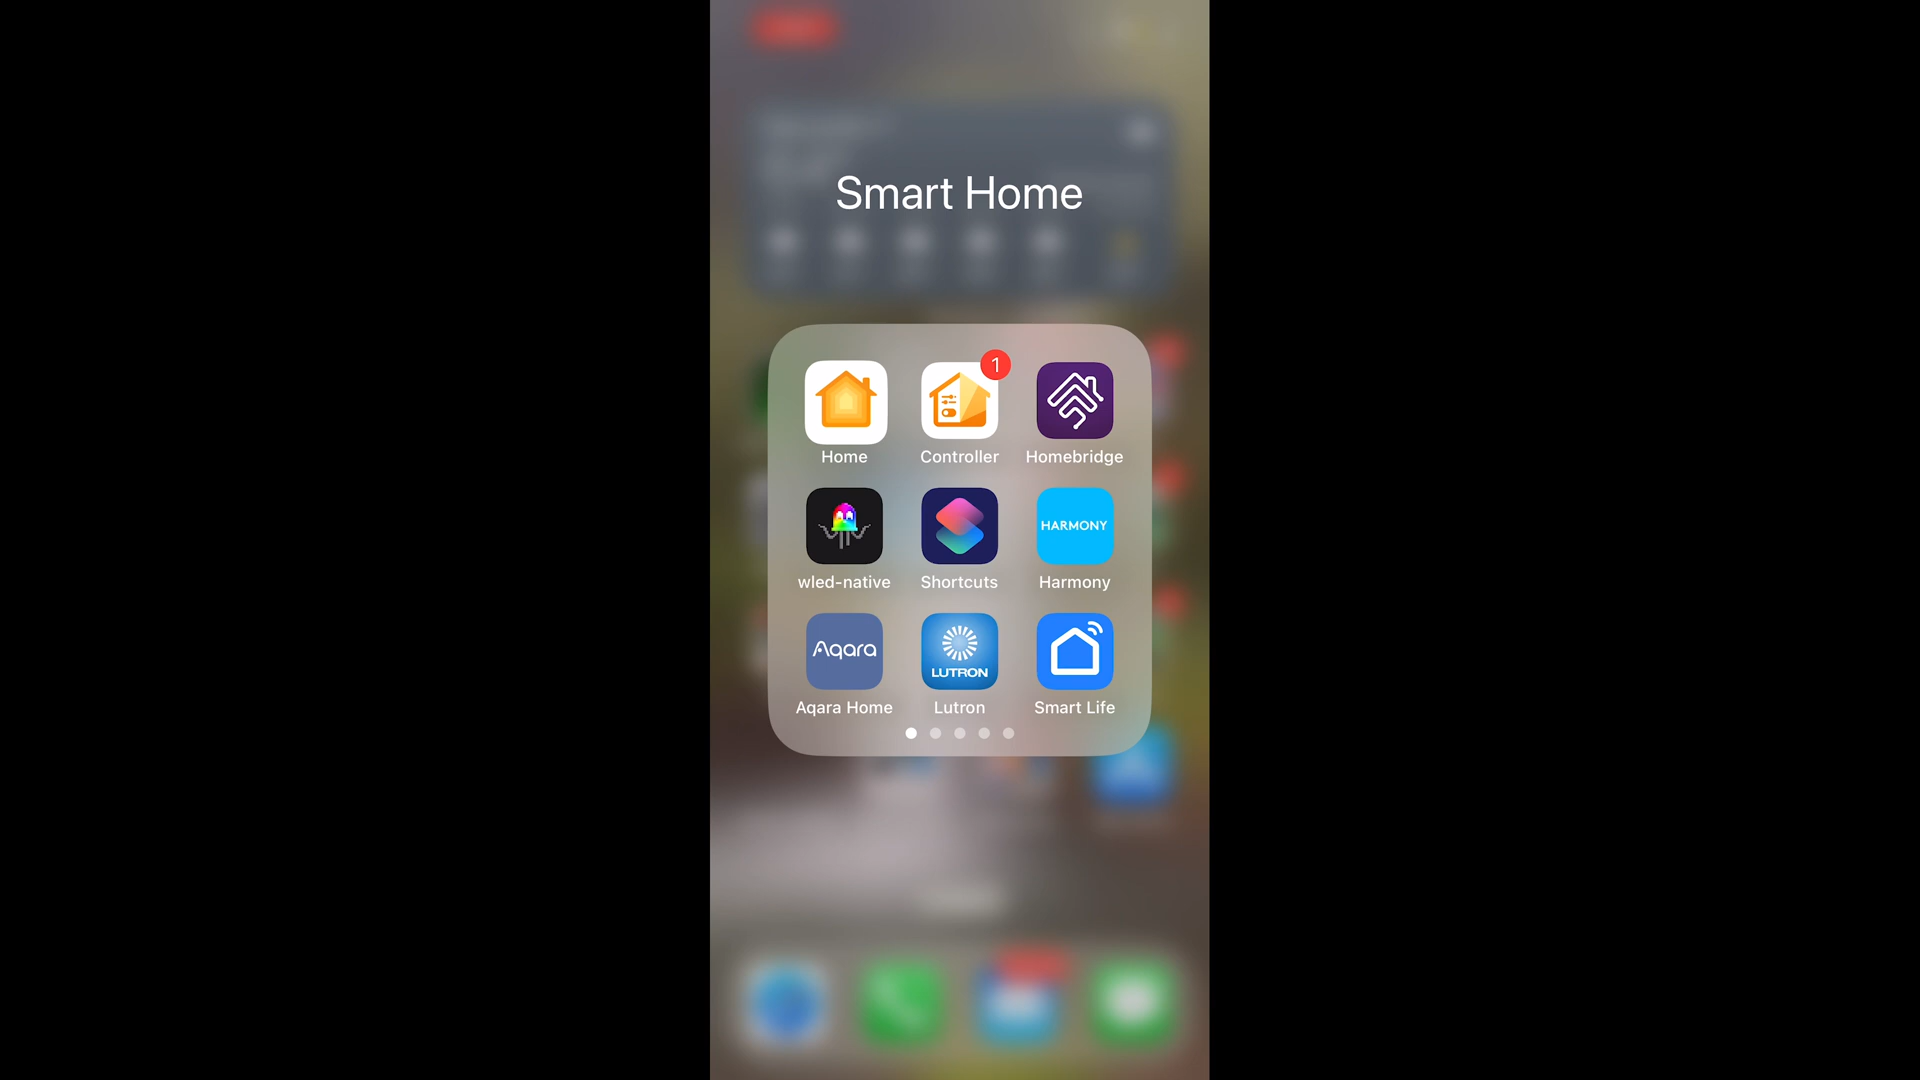 Smart Home
1
Home
Controller
Homebridge
HARMONY
wled-native
Shortcuts
Harmony
Aqara
LUTRON
Aqara Home
Lutron
Smart Life